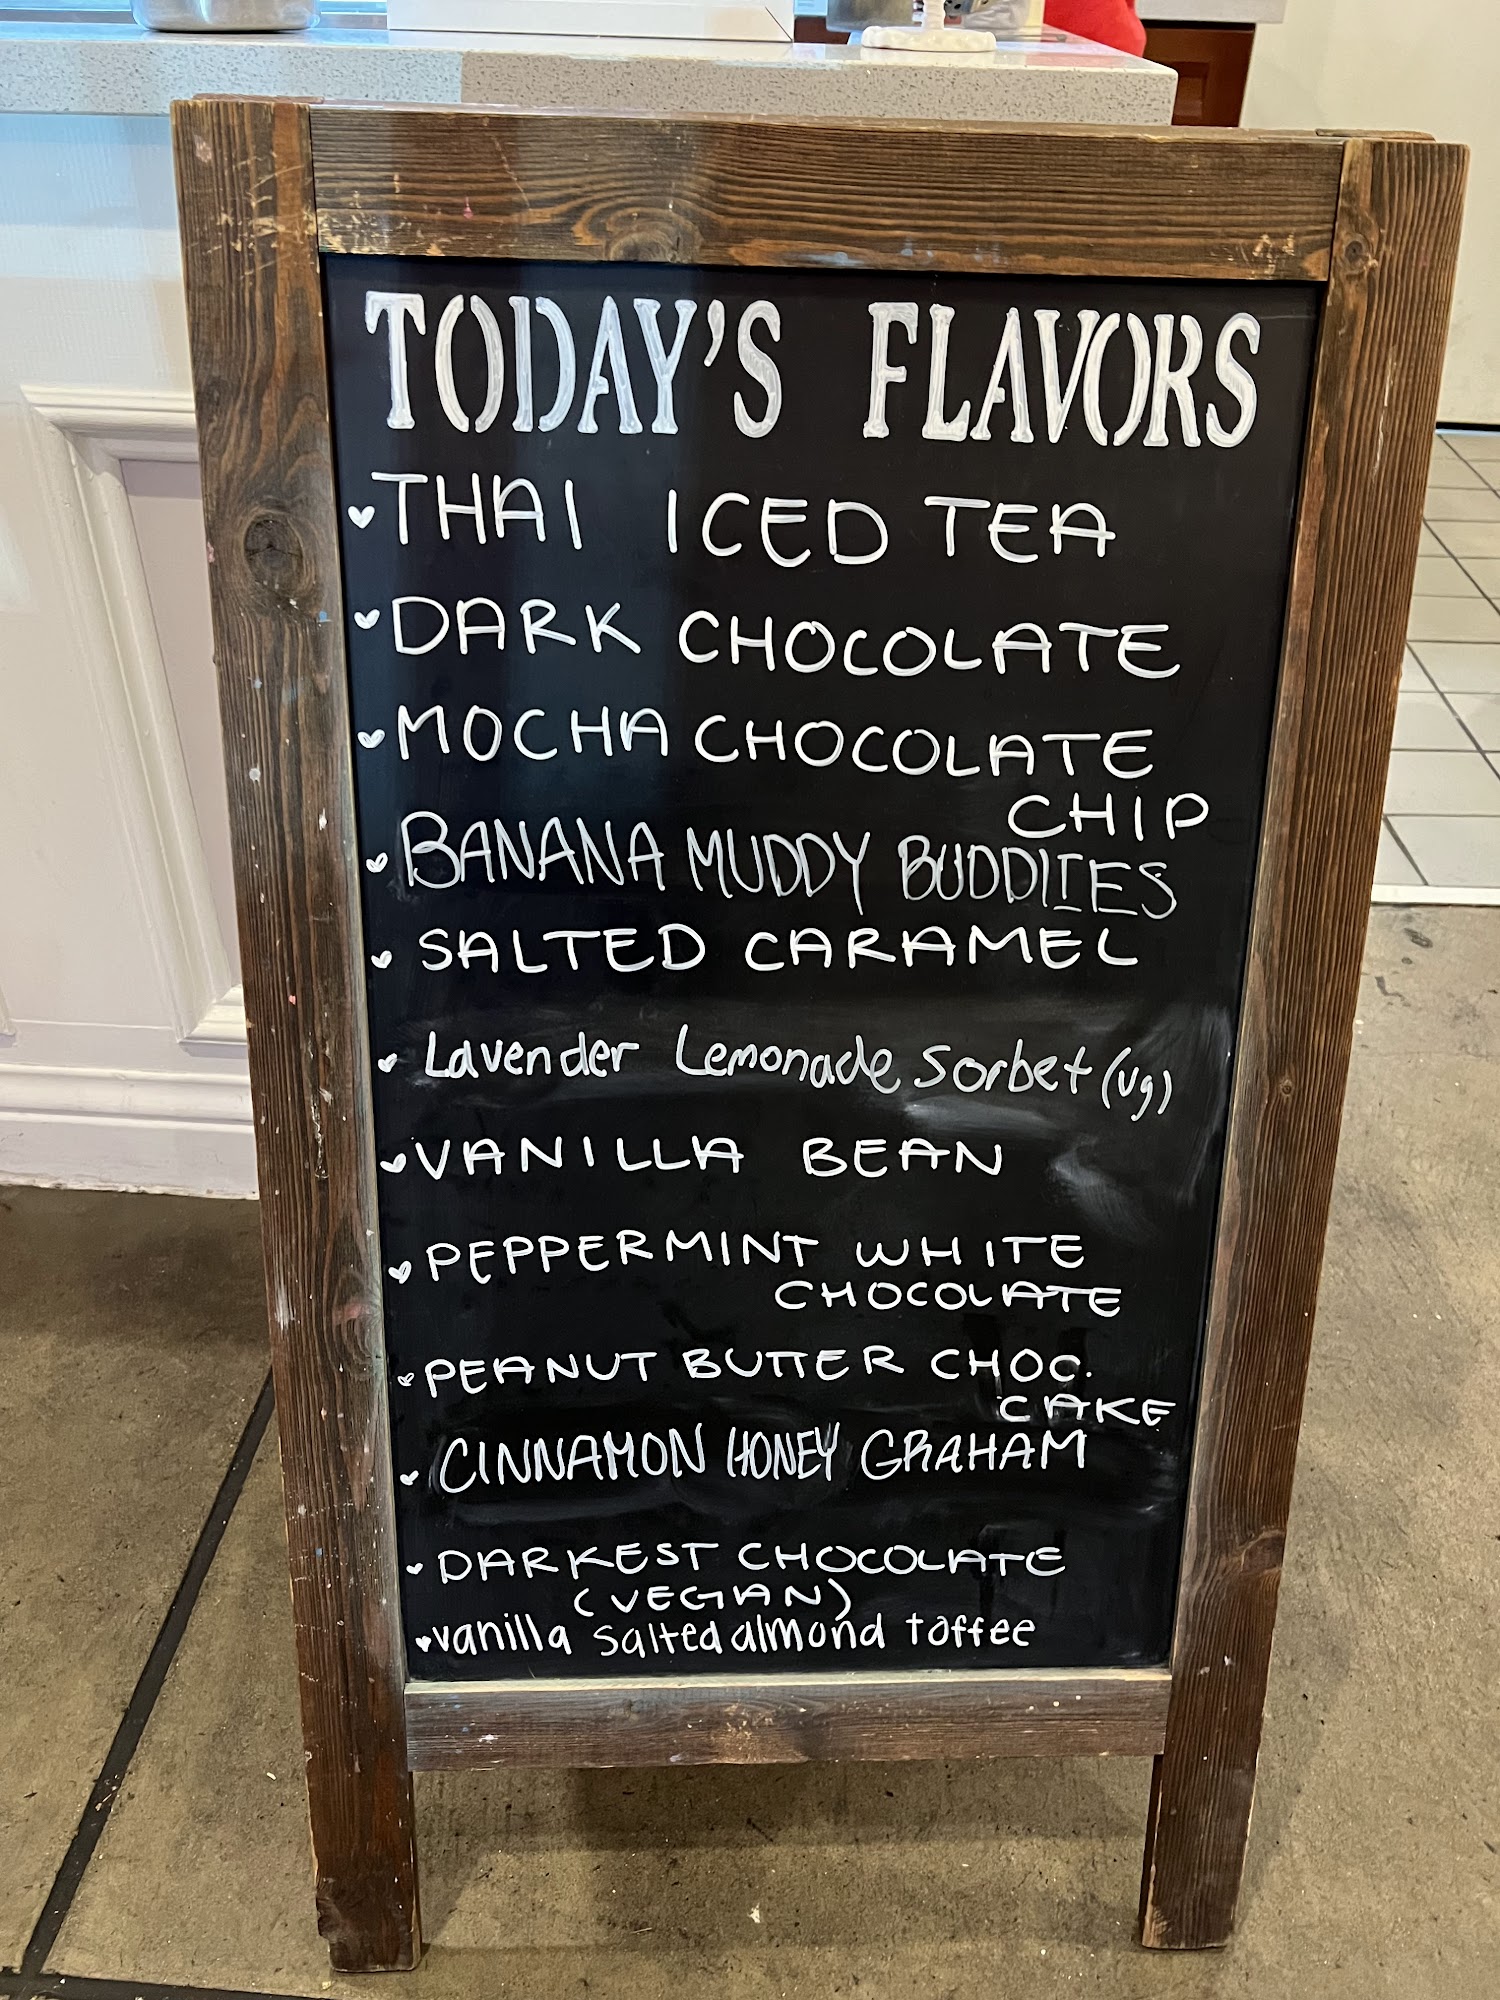 TODAY'S FLAVORS
THAI ICED TEA
DARK CHOCOLATE
MOCHA CHOCOLATE
CHIP
BANANA MUDDY BUDDIES
SALTED CARAMEL
Lavender Lemonade Sorbet (vg)
VANILLA BEAN
PEPPERMINT WHITE
CHOCOLATE
PEANUT BUTTER CHOC.
CAKE
CINNAMON HONEY GRAHAM
DARKEST CHOCOLATE
(VEGAN)
vanilla salted almond toffee